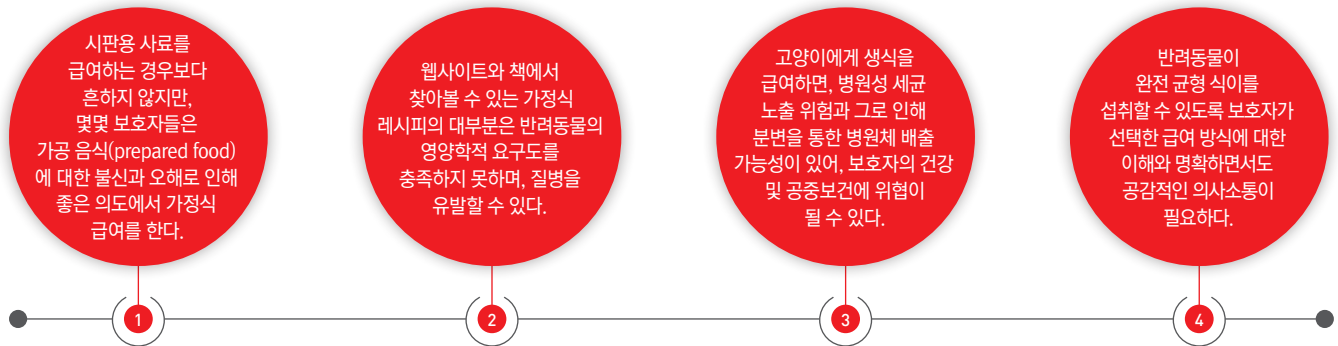 시판용 사료를
급여하는 경우보다
흔하지 않지만,
몇몇 보호자들은
가공 음식(prepared food)
에 대한 불신과 오해로 인해
좋은 의도에서 가정식
급여를 한다.
1
웹사이트와 책에서
찾아볼 수 있는 가정식
레시피의 대부분은 반려동물의
영양학적 요구도를
충족하지 못하며, 질병을
유발할 수 있다.
2
고양이에게 생식을
급여하면, 병원성 세균
노출 위험과 그로 인해
분변을 통한 병원체 배출
가능성이 있어, 보호자의 건강
및 공중보건에 위협이
될 수 있다.
3
반려동물이
완전 균형 식이를
섭취할 수 있도록 보호자가
선택한 급여 방식에 대한
이해와 명확하면서도
공감적인 의사소통이
필요하다.
4